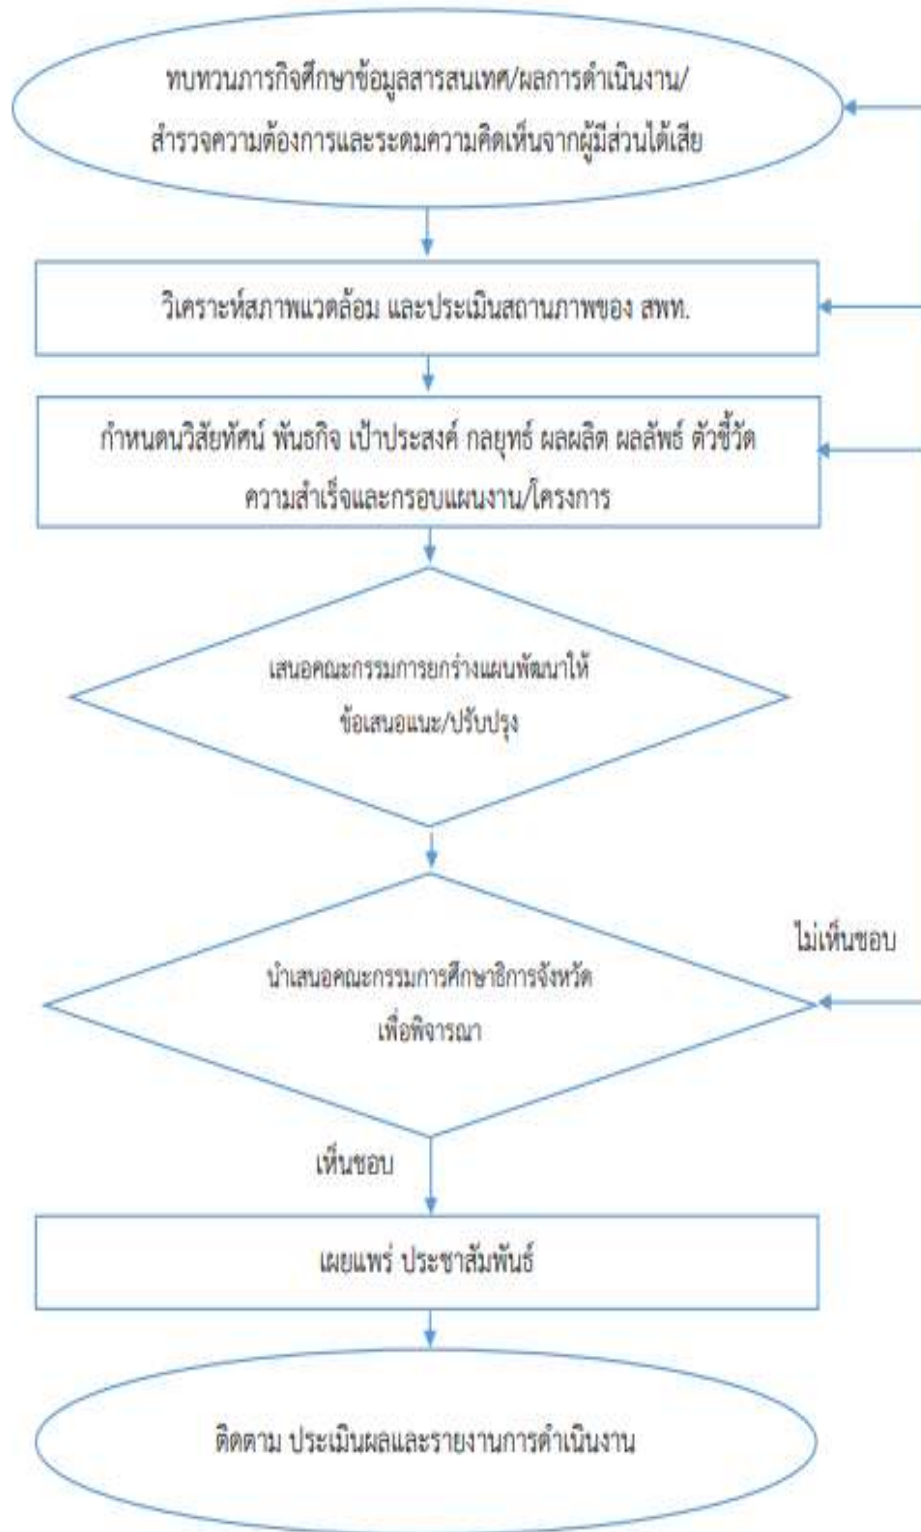 ทบทวนภารกิจศึกษาข้อมูลสารสนเทศ/ผลการดำเนินงาน/
สำรวจความต้องการและระดมความคิดเห็นจากผู้มีส่วนได้เสีย
วิเคราะห์สภาพแวดล้อม และประเมินสถานภาพของ สพท.
กำหนดนวิสัยทัศน์ พันธกิจ เป้าประสงค์ กลยุทธ์ ผลผลิต ผลลัพธ์ ตัวชี้วัด
ความสำเร็จและกรอบแผนงาน/โครงการ
เสนอคณะกรรมการยกร่างแผนพัฒนาให้
ข้อเสนอแนะ/ปรับปรุง
ไม่เห็นชอบ
นำเสนอคณะกรรมการศึกษาธิการจังหวัด
เพื่อพิจารณา
เห็นชอบ
เผยแพร่ ประชาสัมพันธ์
ติดตาม ประเมินผลและรายงานการดำเนินงาน